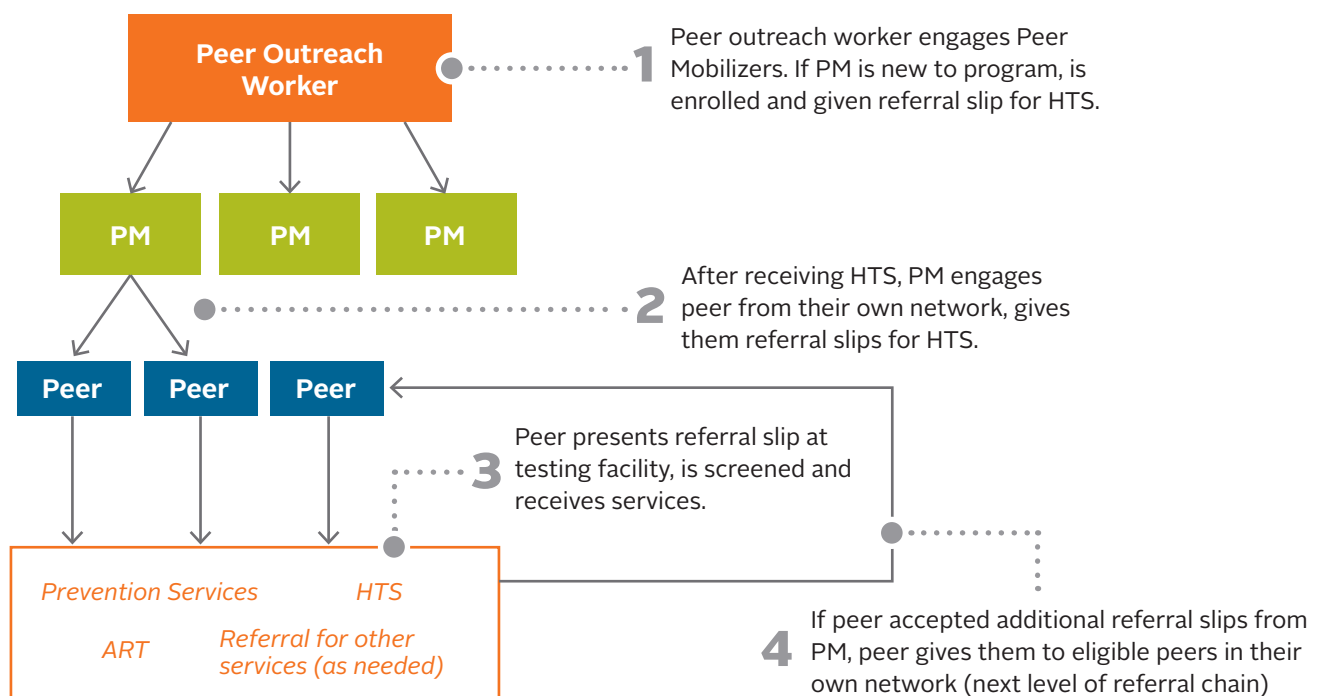 Peer Outreach
Worker
1
Peer outreach worker engages Peer
Mobilizers. If PM is new to program, is
enrolled and given referral slip for HTS.
PM
PM
PM
2
After receiving HTS, PM engages
peer from their own network, gives
them referral slips for HTS.
Peer
Peer
Peer
3
Peer presents referral slip at
testing facility, is screened and
receives services.
Prevention Services
HTS
ART
Referral for other
services (as needed)
4
If peer accepted additional referral slips from
PM, peer gives them to eligible peers in their
own network (next level of referral chain)